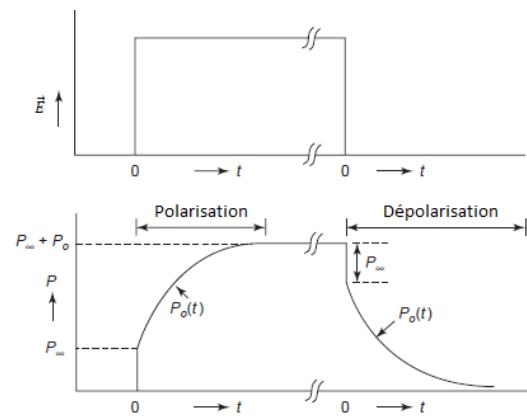 E⃗
0 t 0 t
Polarisation Dépolarisation
P∞ + Po
P∞
P
Po(t) Po(t)
P∞
0 t 0 t